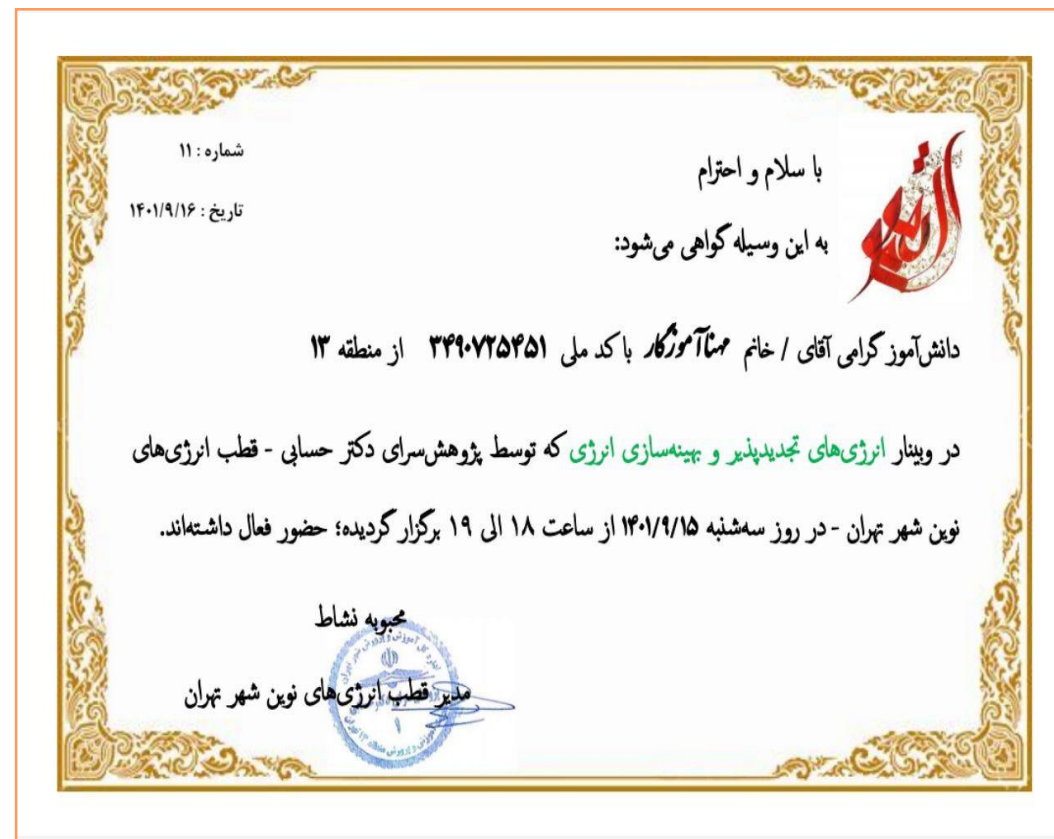 شماره : ۱۱
تاریخ : ۱۴۰۱/۹/۱۶
با سلام و احترام
به این وسیله گواهی می‌شود:
دانش‌آموز گرامی آقای / خانم مهنا آموزگار با کد ملی ۳۴۹۰۷۲۵۴۵۱ از منطقه ۱۳
در وبینار انرژی‌های تجدیدپذیر و بهینه‌سازی انرژی که توسط پژوهش‌سرای دکتر حسابی - قطب انرژی‌های
نوین شهر تهران - در روز سه‌شنبه ۱۴۰۱/۹/۱۵ از ساعت ۱۸ الی ۱۹ برگزار گردیده؛ حضور فعال داشته‌اند.
محبوبه نشاط
مدیر قطب انرژی‌های نوین شهر تهران